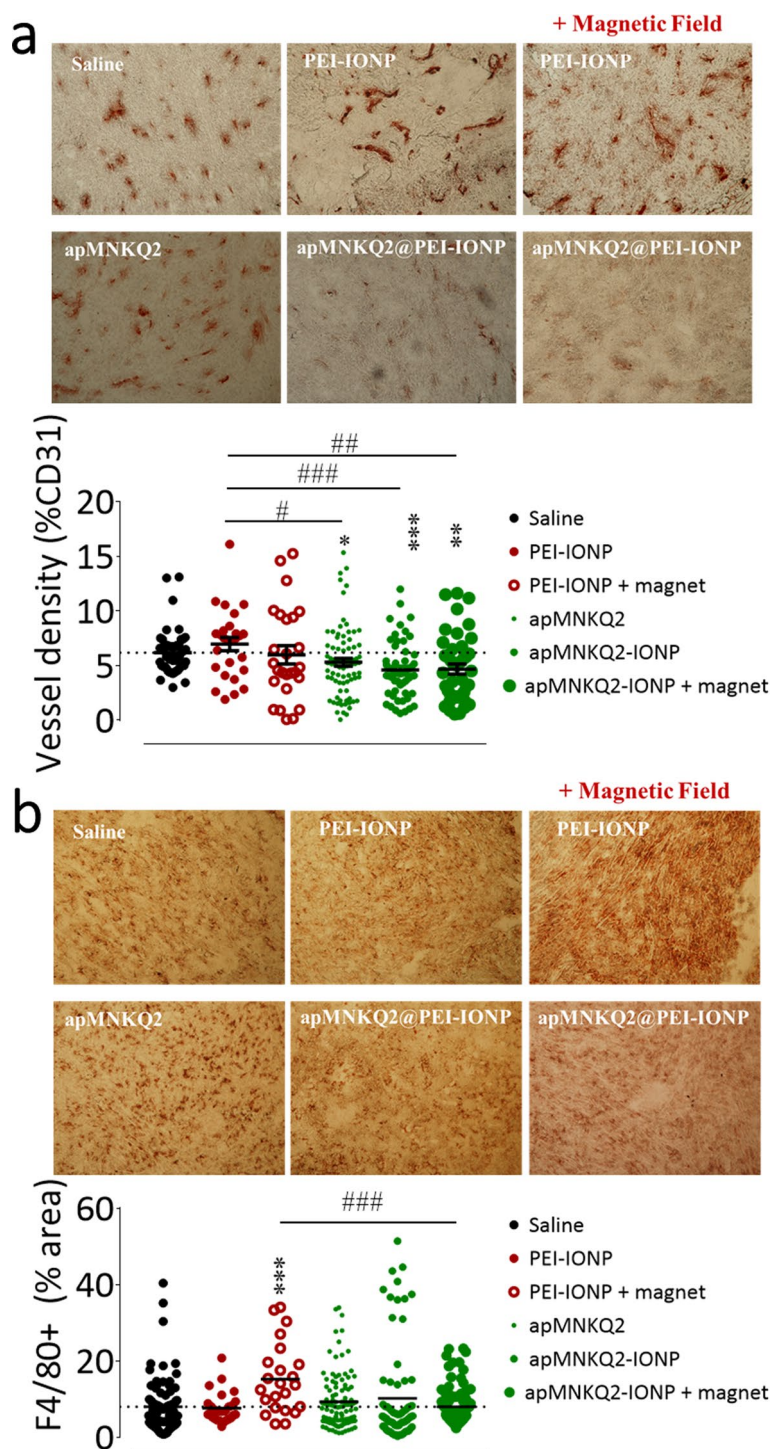 a
+ Magnetic Field
Saline
PEI-IONP
PEI-IONP
apMNKQ2
apMNKQ2@PEI-IONP
apMNKQ2@PEI-IONP
Vessel density (%CD31)
20
15
10
5
0
##
###
#
*
***
**
Saline
PEI-IONP
PEI-IONP + magnet
apMNKQ2
apMNKQ2-IONP
apMNKQ2-IONP + magnet
b
+ Magnetic Field
Saline
PEI-IONP
PEI-IONP
apMNKQ2
apMNKQ2@PEI-IONP
apMNKQ2@PEI-IONP
F4/80+ (% area)
60
40
20
0
###
***
Saline
PEI-IONP
PEI-IONP + magnet
apMNKQ2
apMNKQ2-IONP
apMNKQ2-IONP + magnet